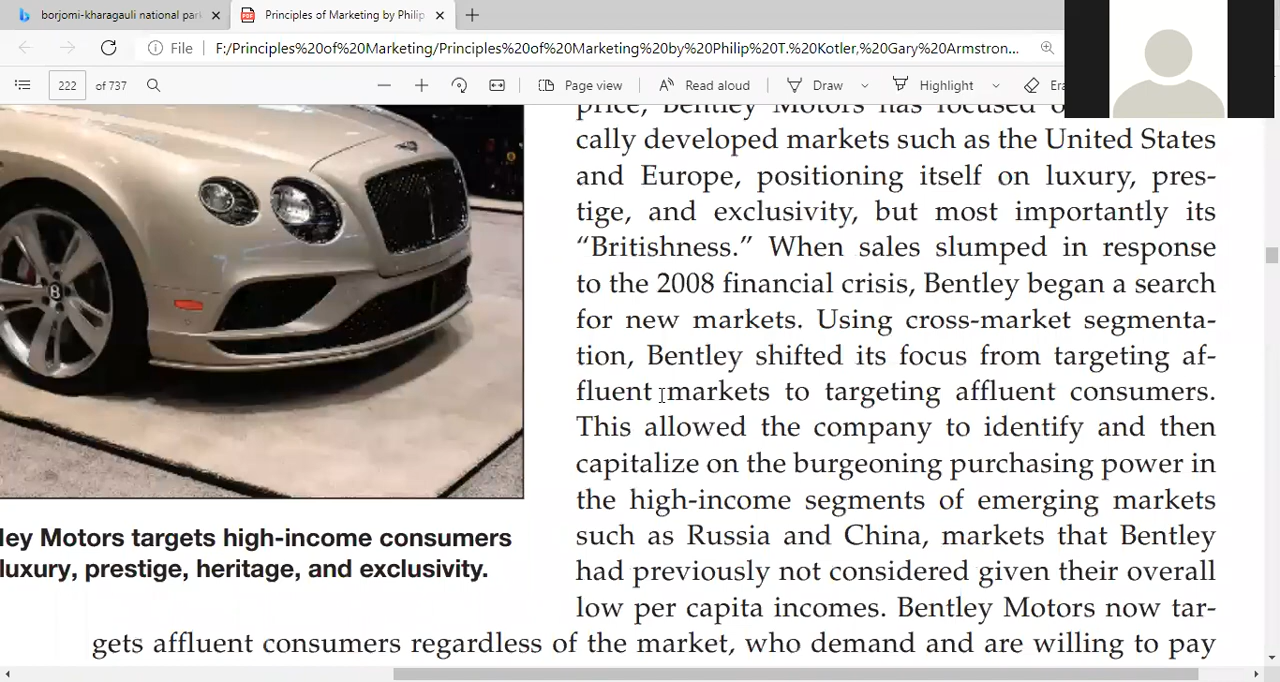 borjomi-kharagauli national par
Principles of Marketing by Philip
File
F:/Principles%20of%20Marketing/Principles%20of%20Marketing%20by%20Philip%20T.%20Kotler,%20Gary%20Armstron...
222 of 737
Page view
Read aloud
Draw
Highlight
Era
price, Bentley Motors has focused o
cally developed markets such as the United States
and Europe, positioning itself on luxury, pres-
tige, and exclusivity, but most importantly its
“Britishness.” When sales slumped in response
to the 2008 financial crisis, Bentley began a search
for new markets. Using cross-market segmenta-
tion, Bentley shifted its focus from targeting af-
fluent markets to targeting affluent consumers.
This allowed the company to identify and then
capitalize on the burgeoning purchasing power in
the high-income segments of emerging markets
such as Russia and China, markets that Bentley
had previously not considered given their overall
low per capita incomes. Bentley Motors now tar-
gets affluent consumers regardless of the market, who demand and are willing to pay
B
ley Motors targets high-income consumers
luxury, prestige, heritage, and exclusivity.